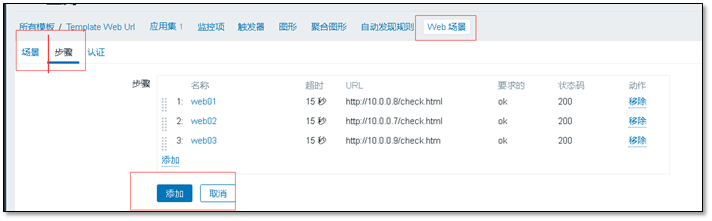 所有模板 / Template Web Url 应用集 1 监控项 触发器 图形 聚合图形 自动发现规则 Web 场景
场景 步骤 认证
步骤 名称 超时 URL 要求的 状态码 动作
1: web01 15 秒 http://10.0.0.8/check.html ok 200 移除
2: web02 15 秒 http://10.0.0.7/check.html ok 200 移除
3: web03 15 秒 http://10.0.0.9/check.htm ok 200 移除
添加
添加 取消